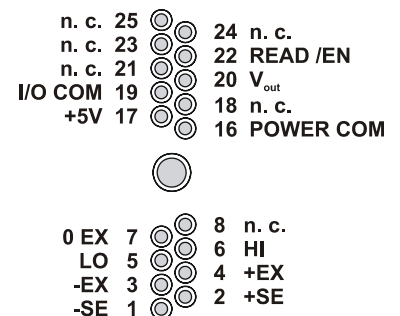 n. c. 25
24 n. c.
n. c. 23
22 READ /EN
n. c. 21
20 Vout
I/O COM 19
18 n. c.
+5V 17
16 POWER COM
8 n. c.
0 EX 7
6 HI
LO 5
4 +EX
-EX 3
2 +SE
-SE 1